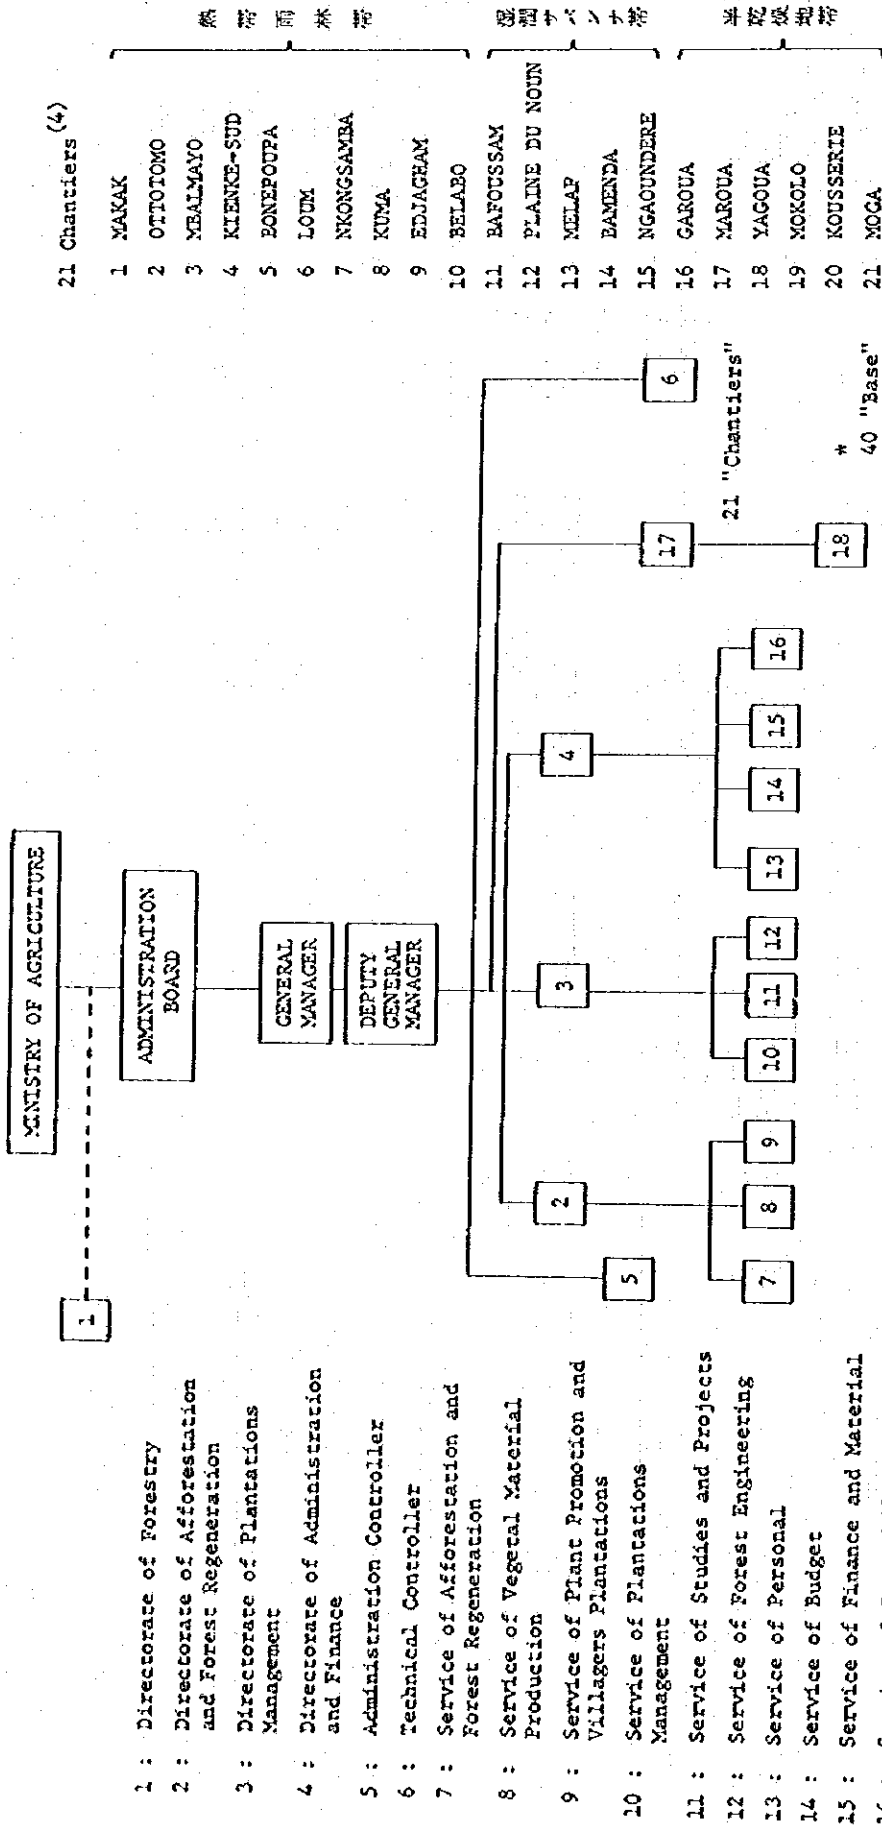 MINISTRY OF AGRICULTURE
1
ADMINISTRATION
BOARD
GENERAL
MANAGER
DEPUTY
GENERAL
MANAGER
5
2
3
4
17
6
21 "Chantiers"
7
8
9
10
11
12
13
14
15
16
18
*
40 "Base"
1 : Directorate of Forestry
2 : Directorate of Afforestation
and Forest Regeneration
3 : Directorate of Plantations
Management
4 : Directorate of Administration
and Finance
5 : Administration Controller
6 : Technical Controller
7 : Service of Afforestation and
Forest Regeneration
8 : Service of Vegetal Material
Production
9 : Service of Plant Promotion and
Villagers Plantations
10 : Service of Plantations
Management
11 : Service of Studies and Projects
12 : Service of Forest Engineering
13 : Service of Personal
14 : Service of Budget
15 : Service of Finance and Material
21 Chantiers (4)
1 MAKAK
2 OTTOTOMO
3 MBALMAYO
4 KIENKE-SUD
5 BONEPOUPA
6 LOUM
7 NKONGSAMBA
8 KUMA
9 EDJAGHAM
10 BELABO
11 BAFOUSSAM
12 PLAINE DU NOUN
13 MELAP
14 BAMENDA
15 NGAOUNDERE
16 GAROUA
17 MAROUA
18 YAGOUA
19 MOKOLO
20 KOUSSERIE
21 MOGA
熱帯雨林帯
湿潤サバンナ帯
半乾燥地帯